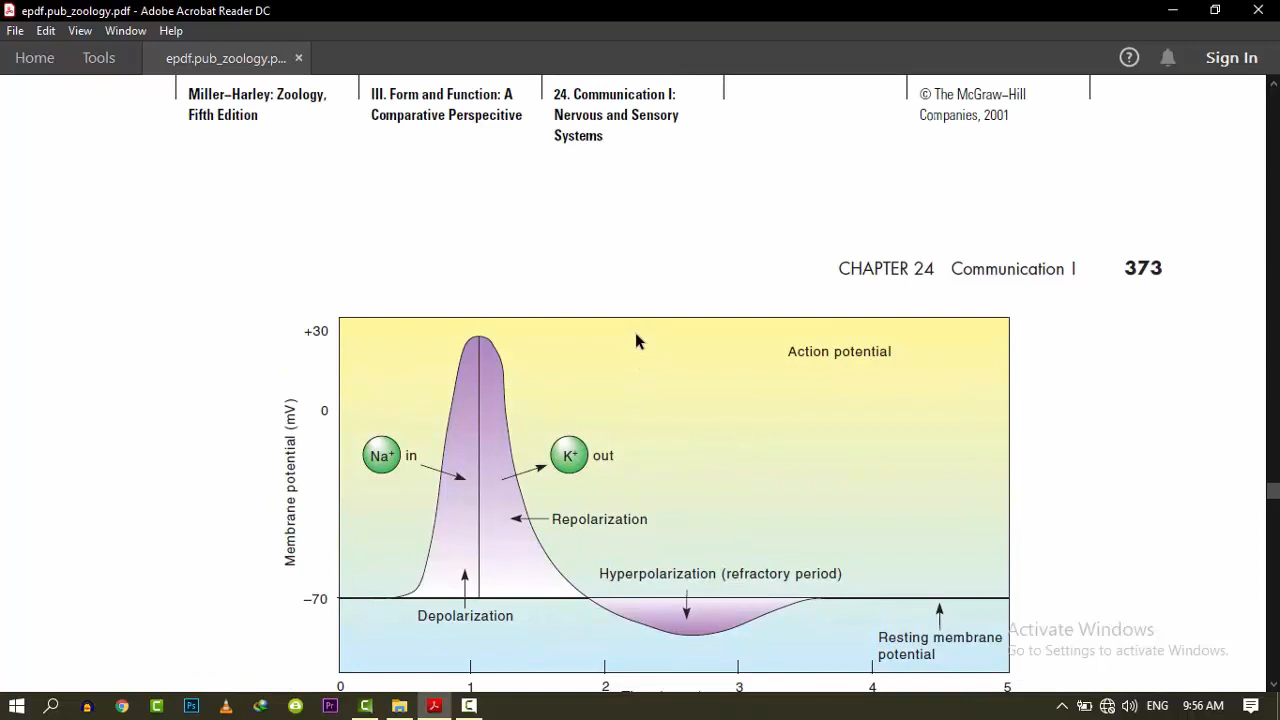 epdf.pub_zoology.pdf - Adobe Acrobat Reader DC
File Edit View Window Help
Home Tools epdf.pub_zoology.p... × ? Sign In
Miller–Harley: Zoology, Fifth Edition
III. Form and Function: A Comparative Perspecitive
24. Communication I: Nervous and Sensory Systems
© The McGraw–Hill Companies, 2001
CHAPTER 24 Communication I 373
+30
Action potential
0
Membrane potential (mV)
Na+ in
K+ out
Repolarization
Hyperpolarization (refractory period)
–70
Depolarization
Resting membrane
potential
Activate Windows
Go to Settings to activate Windows.
0 1 2 3 4 5
9:56 AM